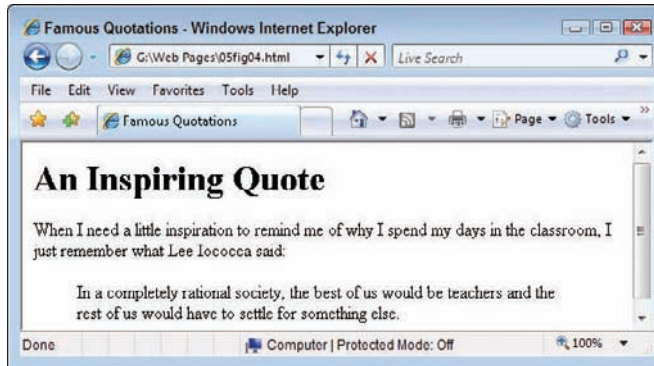 Famous Quotations - Windows Internet Explorer
G:\Web Pages\05fig04.html Live Search
File Edit View Favorites Tools Help
Famous Quotations Page Tools
An Inspiring Quote
When I need a little inspiration to remind me of why I spend my days in the classroom, I
just remember what Lee Iococca said:
In a completely rational society, the best of us would be teachers and the
rest of us would have to settle for something else.
Done Computer | Protected Mode: Off 100%